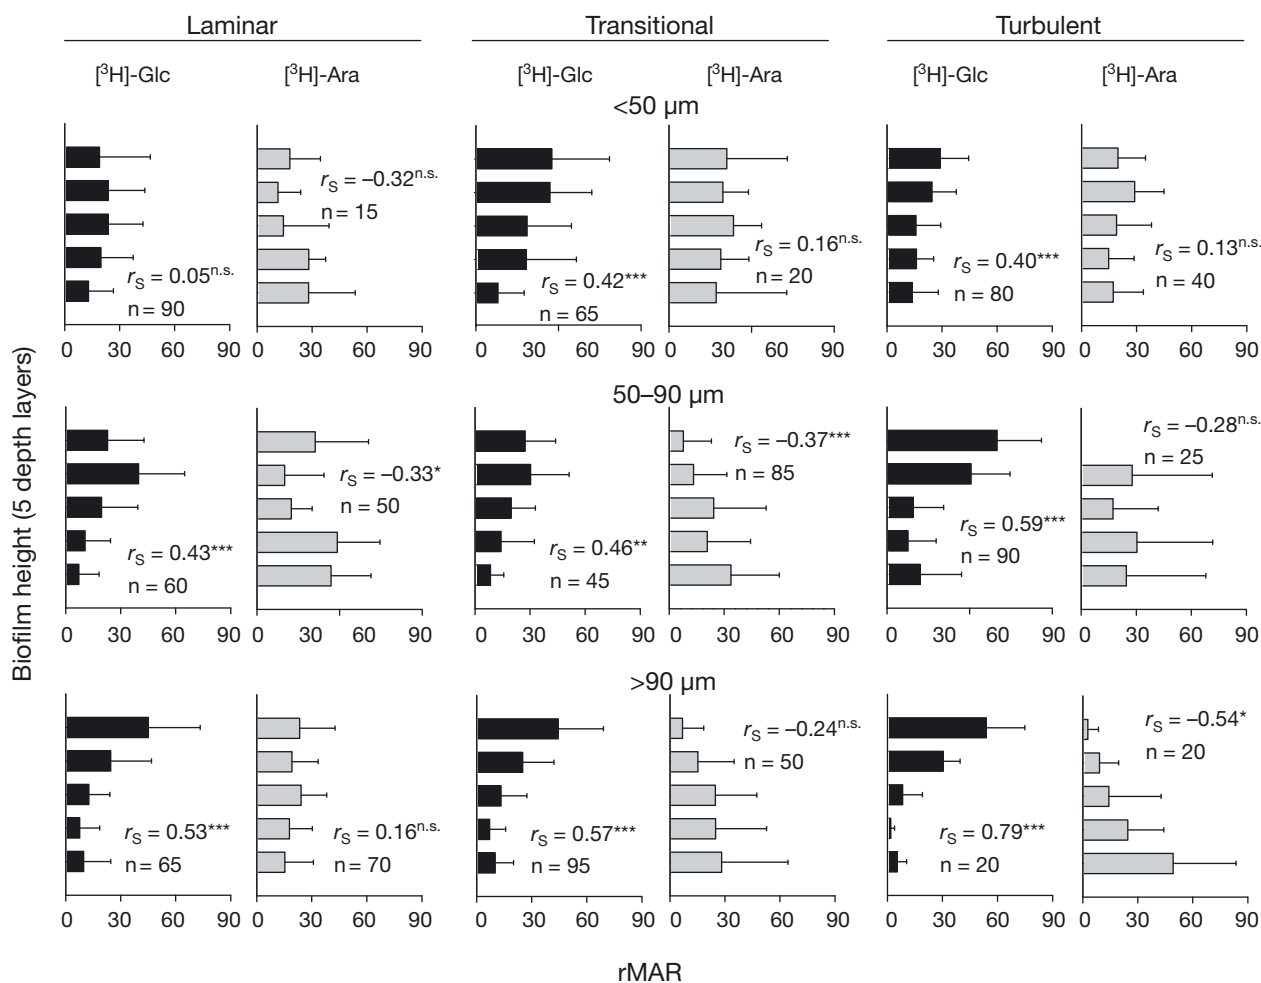 Laminar Transitional Turbulent
[³H]-Glc [³H]-Ara [³H]-Glc [³H]-Ara [³H]-Glc [³H]-Ara
<50 µm
rS = 0.05n.s.
n = 90
rS = –0.32n.s.
n = 15
rS = 0.42***
n = 65
rS = 0.16n.s.
n = 20
rS = 0.40***
n = 80
rS = 0.13n.s.
n = 40
0 30 60 90 0 30 60 90 0 30 60 90 0 30 60 90 0 30 60 90 0 30 60 90
50–90 µm
rS = 0.43***
n = 60
rS = –0.33*
n = 50
rS = 0.46**
n = 45
rS = –0.37***
n = 85
rS = 0.59***
n = 90
rS = –0.28n.s.
n = 25
0 30 60 90 0 30 60 90 0 30 60 90 0 30 60 90 0 30 60 90 0 30 60 90
>90 µm
rS = 0.53***
n = 65
rS = 0.16n.s.
n = 70
rS = 0.57***
n = 95
rS = –0.24n.s.
n = 50
rS = 0.79***
n = 20
rS = –0.54*
n = 20
0 30 60 90 0 30 60 90 0 30 60 90 0 30 60 90 0 30 60 90 0 30 60 90
Biofilm height (5 depth layers)
rMAR